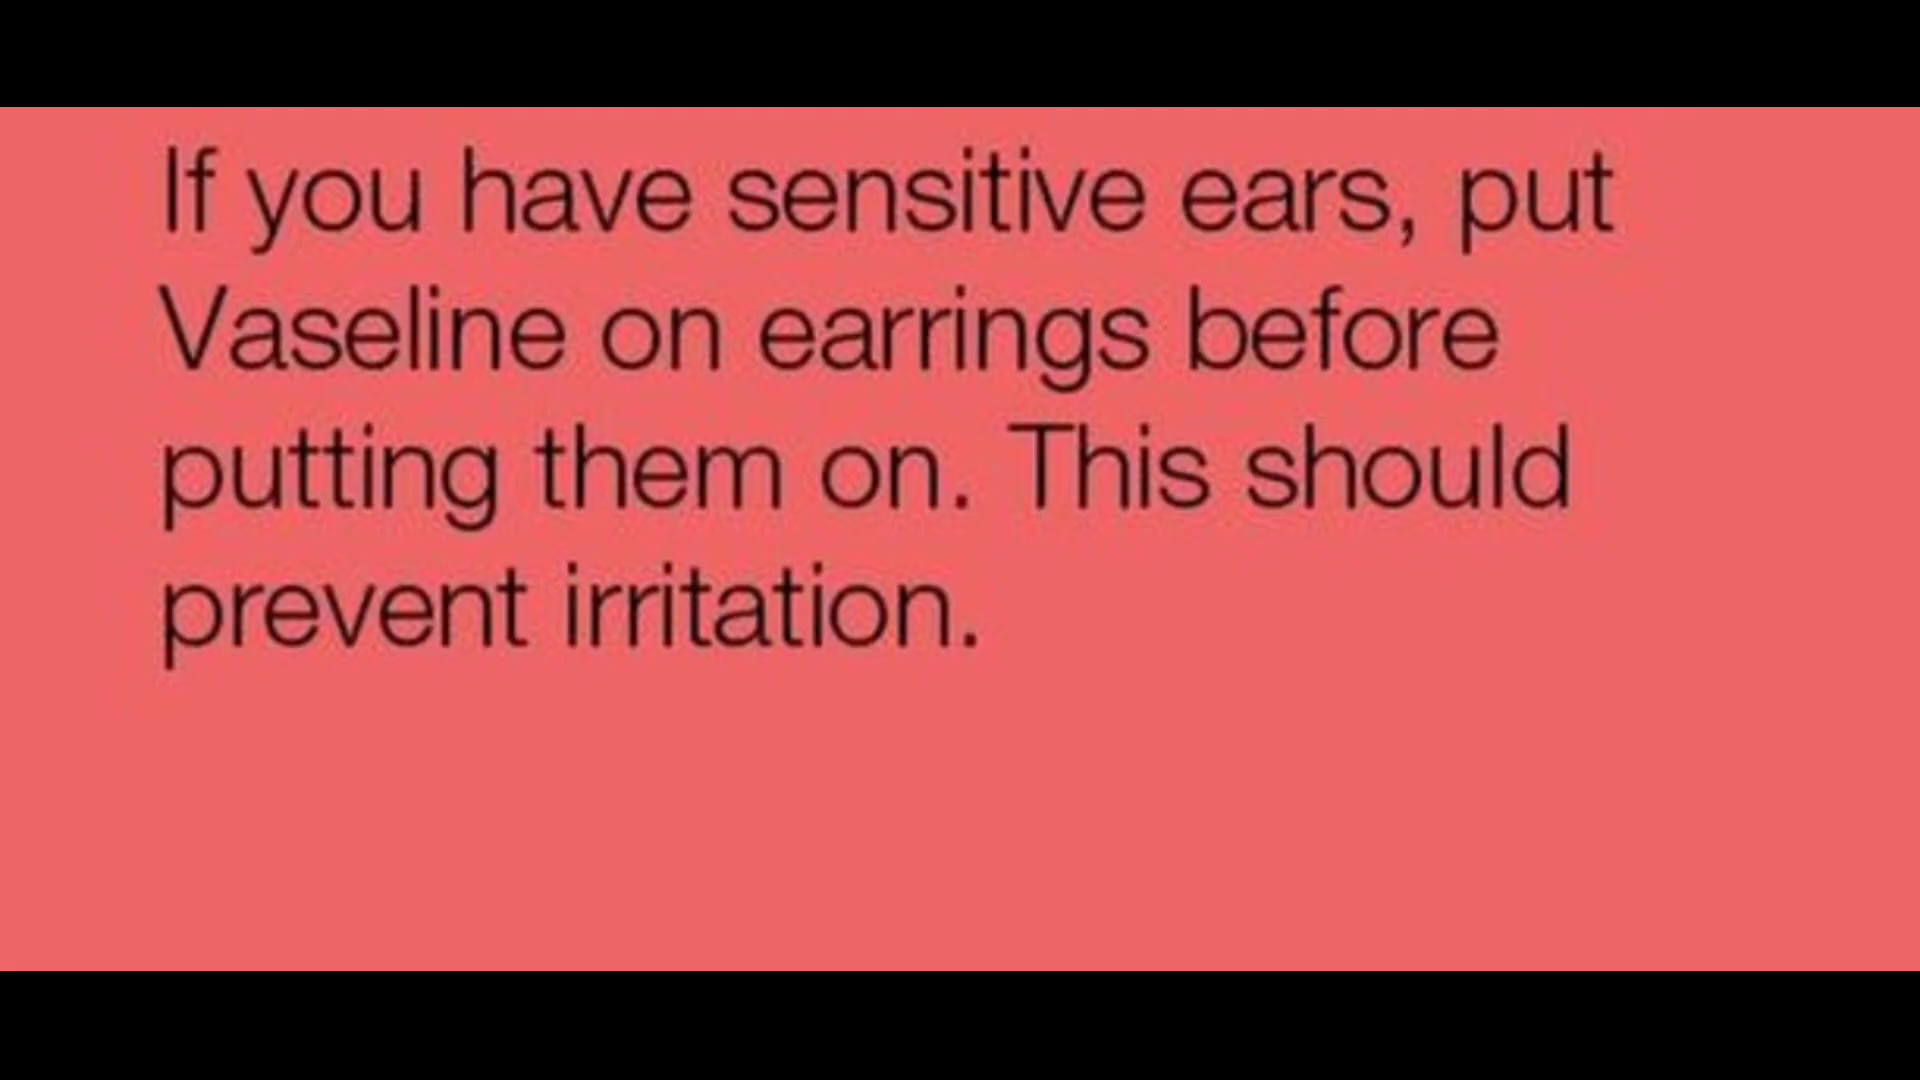 If you have sensitive ears, put
Vaseline on earrings before
putting them on. This should
prevent irritation.